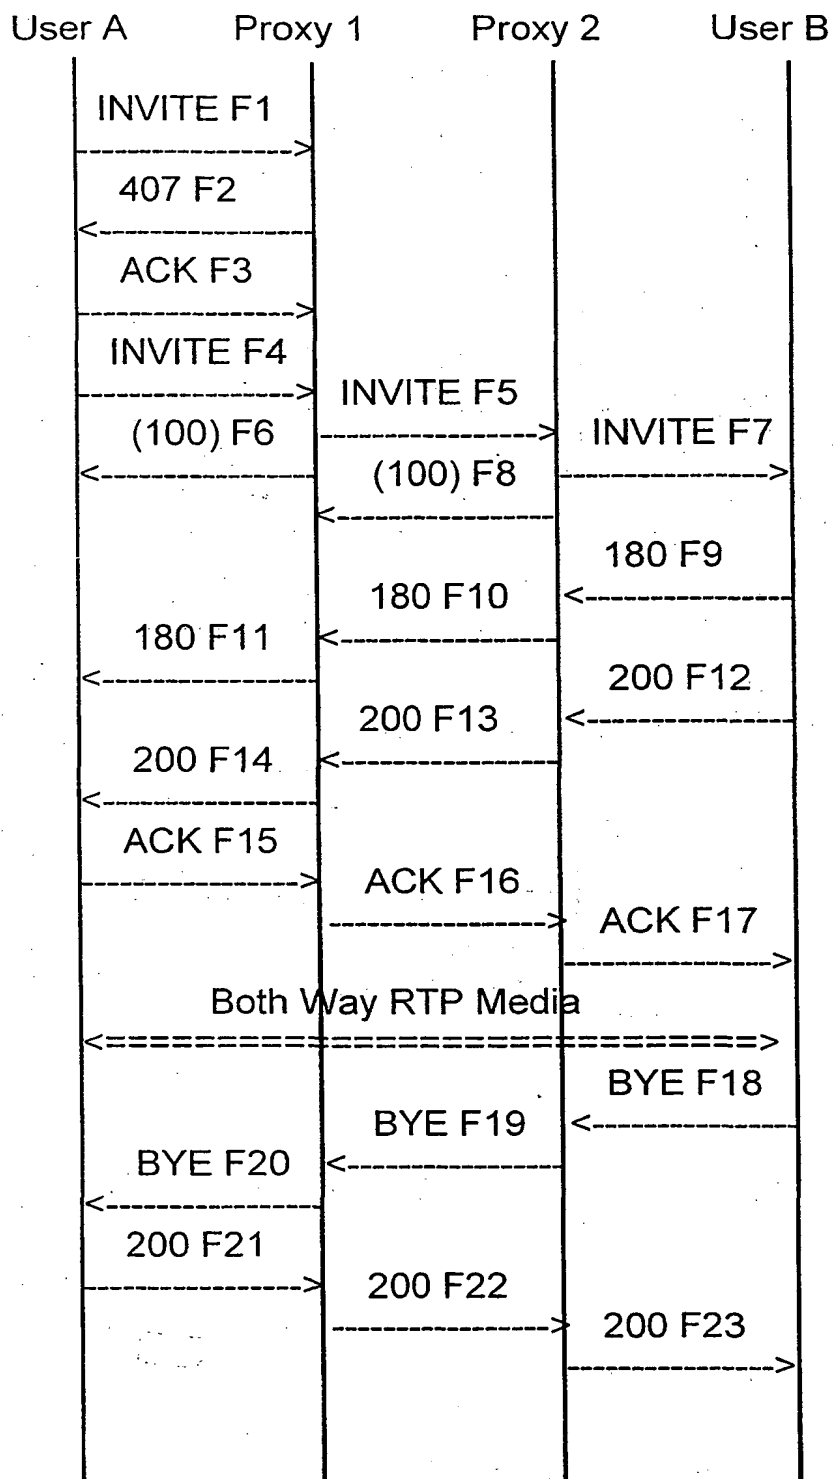 User A Proxy 1 Proxy 2 User B
INVITE F1
407 F2
ACK F3
INVITE F4
INVITE F5
(100) F6
INVITE F7
(100) F8
180 F9
180 F10
180 F11
200 F12
200 F13
200 F14
ACK F15
ACK F16
ACK F17
Both Way RTP Media
BYE F18
BYE F19
BYE F20
200 F21
200 F22
200 F23